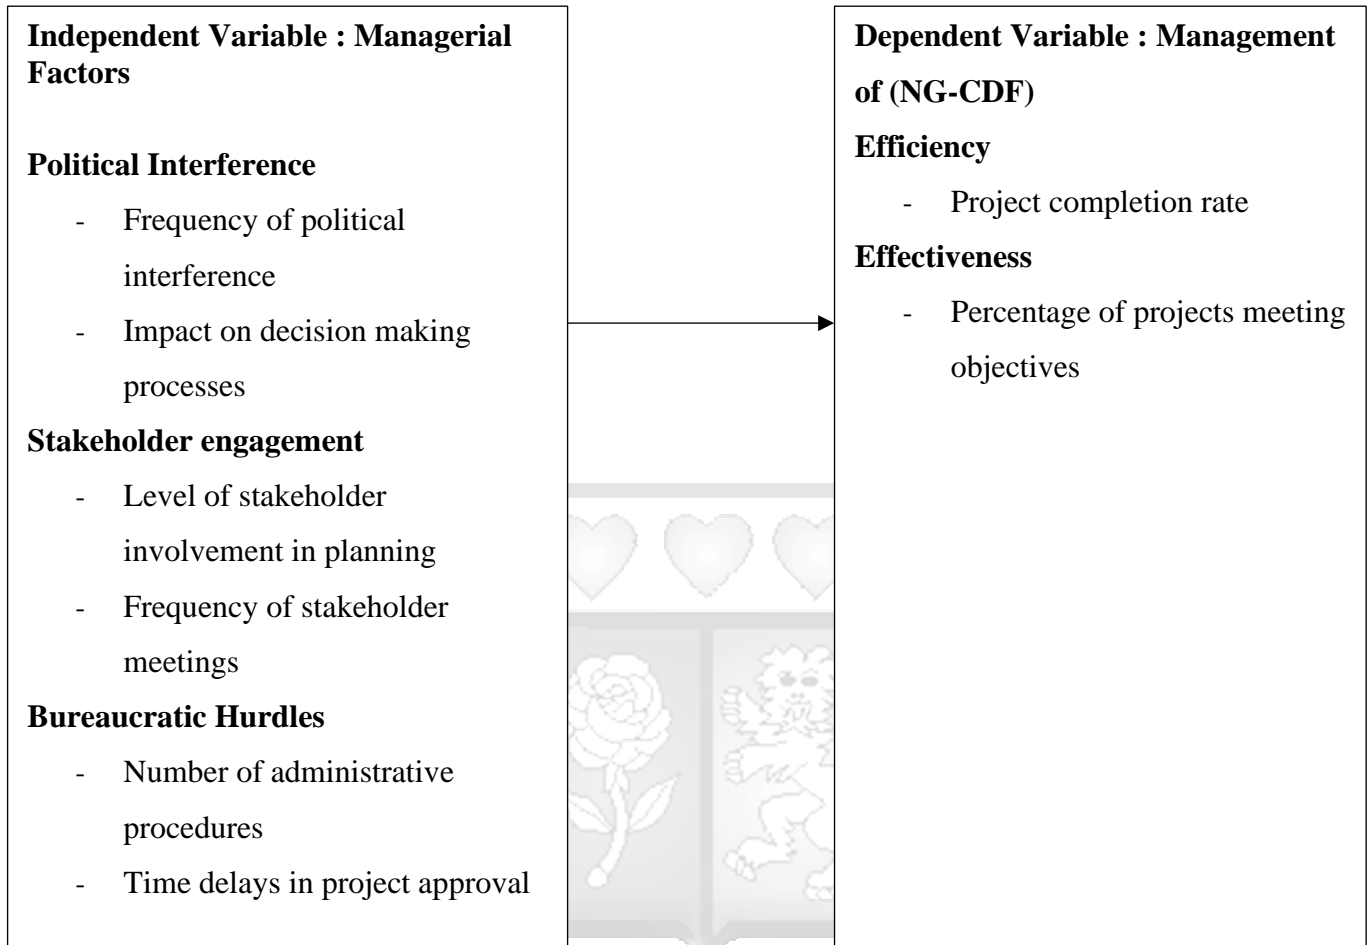 Independent Variable : Managerial
Factors
Political Interference
- Frequency of political
interference
- Impact on decision making
processes
Stakeholder engagement
- Level of stakeholder
involvement in planning
- Frequency of stakeholder
meetings
Bureaucratic Hurdles
- Number of administrative
procedures
- Time delays in project approval
Dependent Variable : Management
of (NG-CDF)
Efficiency
- Project completion rate
Effectiveness
- Percentage of projects meeting
objectives